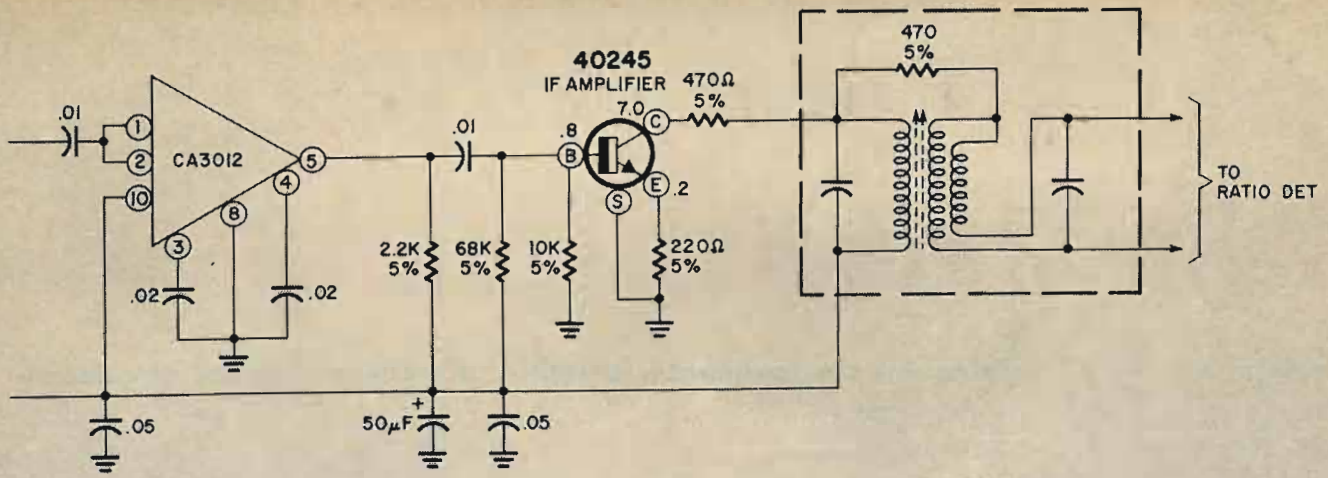 .01
1
2
10
CA3012
5
4
8
3
.02
.02
.05
2.2K
5%
68K
5%
.01
50µF
+
.05
40245
IF AMPLIFIER
.8
B
7.0
C
E
.2
S
10K
5%
220Ω
5%
470Ω
5%
470
5%
TO
RATIO DET